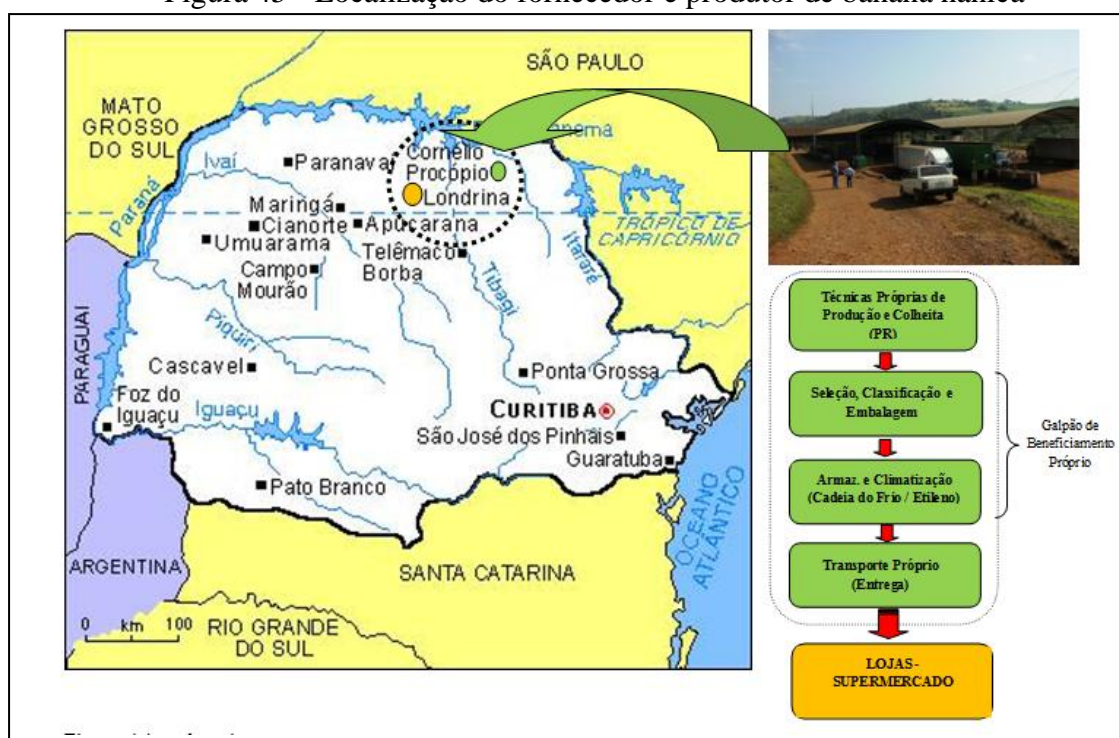 Figura 43 - Localização do fornecedor e produtor de banana nanica
SÃO PAULO
MATO
GROSSO
DO SUL
Ivaí
Paranava
Cornélio
Procópio
Londrina
Paraná
Maringá
Cianorte
Apucarana
Umuarama
TRÓPICO DE
CAPRICÓRNIO
Telêmaco
Borba
Campo
Mourão
Tibagi
Itararé
Piquiri
PARAGUAI
Cascavel
Ponta Grossa
Foz do
Iguaçu
Iguaçu
CURITIBA
São José dos Pinhais
Guaratuba
Pato Branco
OCEANO
ATLÂNTICO
ARGENTINA
SANTA CATARINA
0 km 100
RIO GRANDE
DO SUL
Técnicas Próprias de
Produção e Colheita
(PR)
Seleção, Classificação e
Embalagem
Galpão de
Beneficiamento
Próprio
Armaz. e Climatização
(Cadeia do Frio / Etileno)
Transporte Próprio
(Entrega)
LOJAS-
SUPERMERCADO